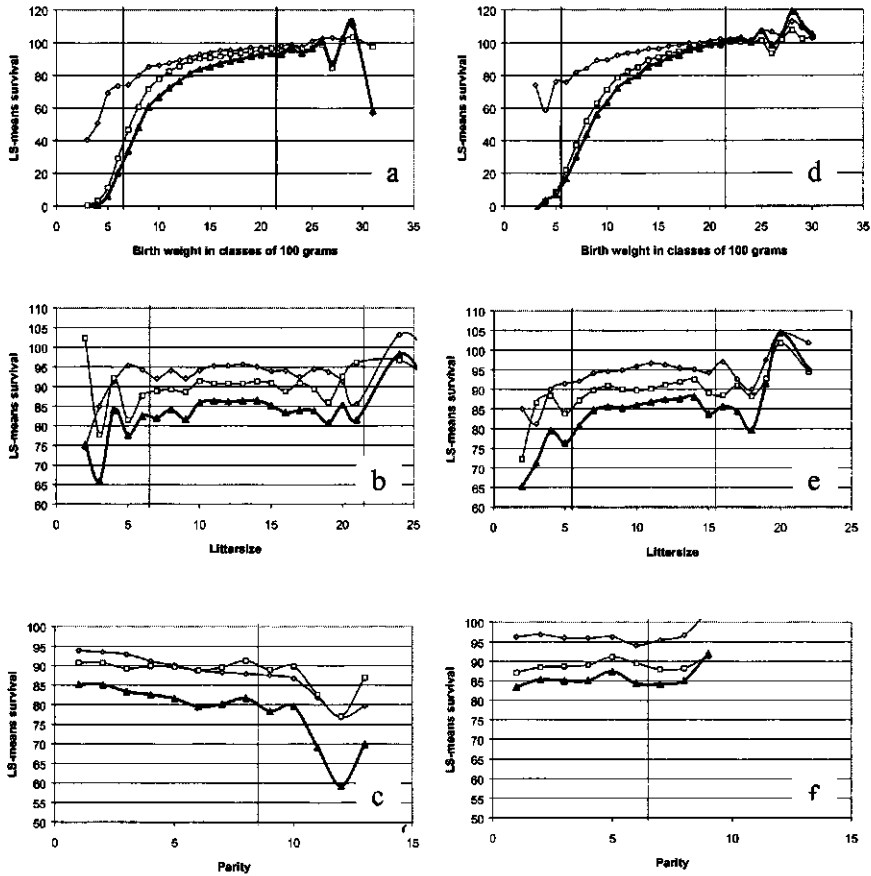 120
100
80
60
40
20
0
LS-means survival
a
0 5 10 15 20 25 30 35
Birth weight in classes of 100 grams
120
100
80
60
40
20
0
LS-means survival
d
0 5 10 15 20 25 30 35
Birth weight in classes of 100 grams
110
105
100
95
90
85
80
75
70
65
60
LS-means survival
b
0 5 10 15 20 25
Littersize
110
105
100
95
90
85
80
75
70
65
60
LS-means survival
e
0 5 10 15 20 25
Littersize
100
95
90
85
80
75
70
65
60
55
50
LS-means survival
c
0 5 10 15
Parity
100
95
90
85
80
75
70
65
60
55
50
LS-means survival
f
0 5 10 15
Parity